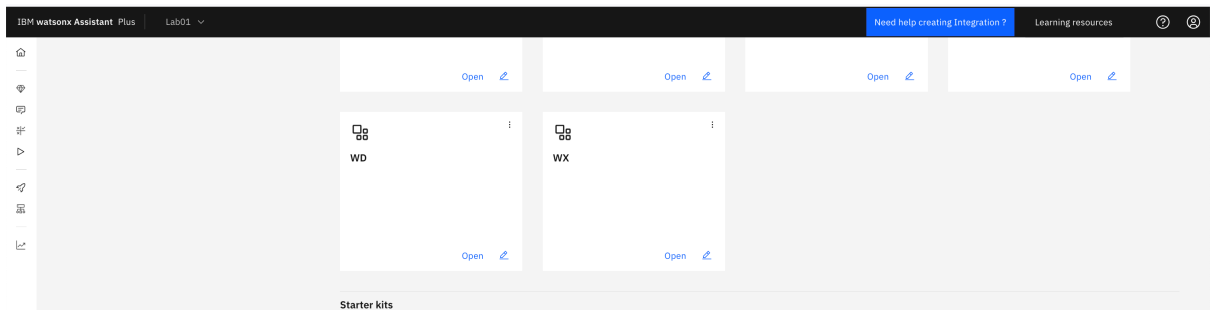 IBM watsonx Assistant Plus
Lab01
Need help creating Integration ?
Learning resources
Open
Open
Open
Open
WD
WX
Open
Open
Starter kits